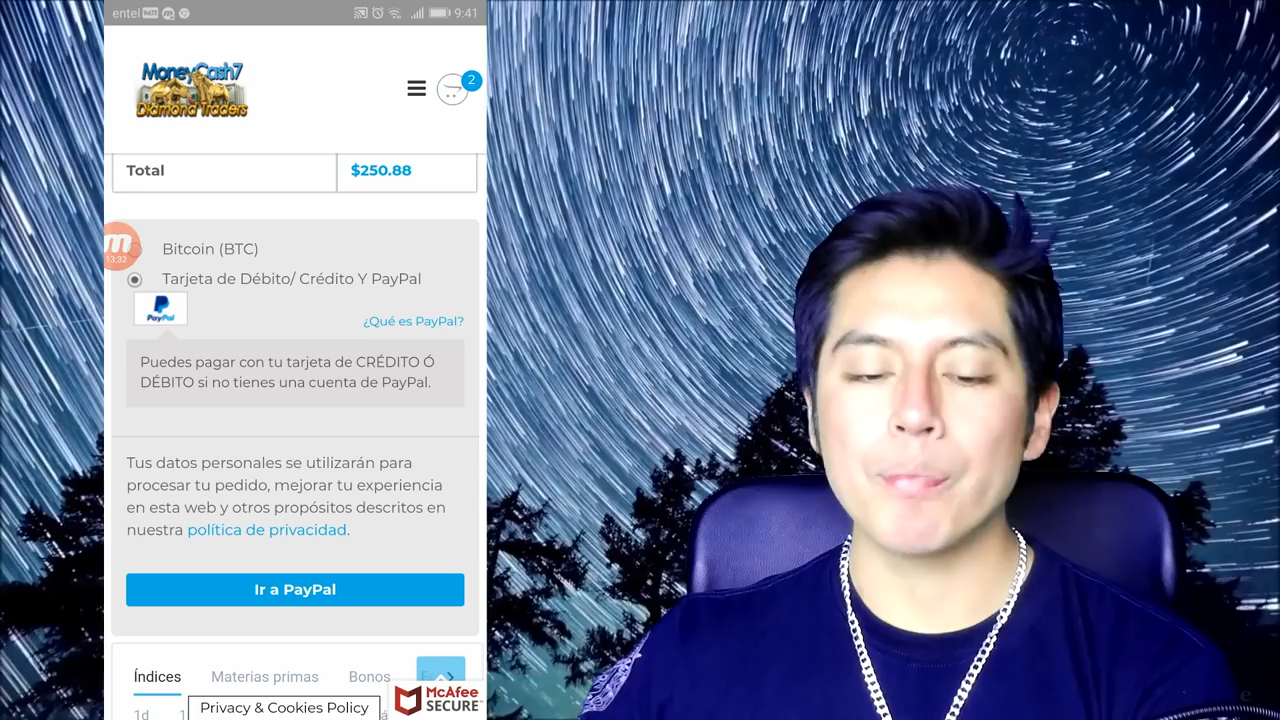 entel
9:41
MoneyCash7
Diamond Traders
2
Total
$250.88
13:32
Bitcoin (BTC)
Tarjeta de Débito/ Crédito Y PayPal
PayPal
¿Qué es PayPal?
Puedes pagar con tu tarjeta de CRÉDITO Ó
DÉBITO si no tienes una cuenta de PayPal.
Tus datos personales se utilizarán para
procesar tu pedido, mejorar tu experiencia
en esta web y otros propósitos descritos en
nuestra política de privacidad.
Ir a PayPal
Índices
Materias primas
Bonos
1d
Privacy & Cookies Policy
McAfee
SECURE